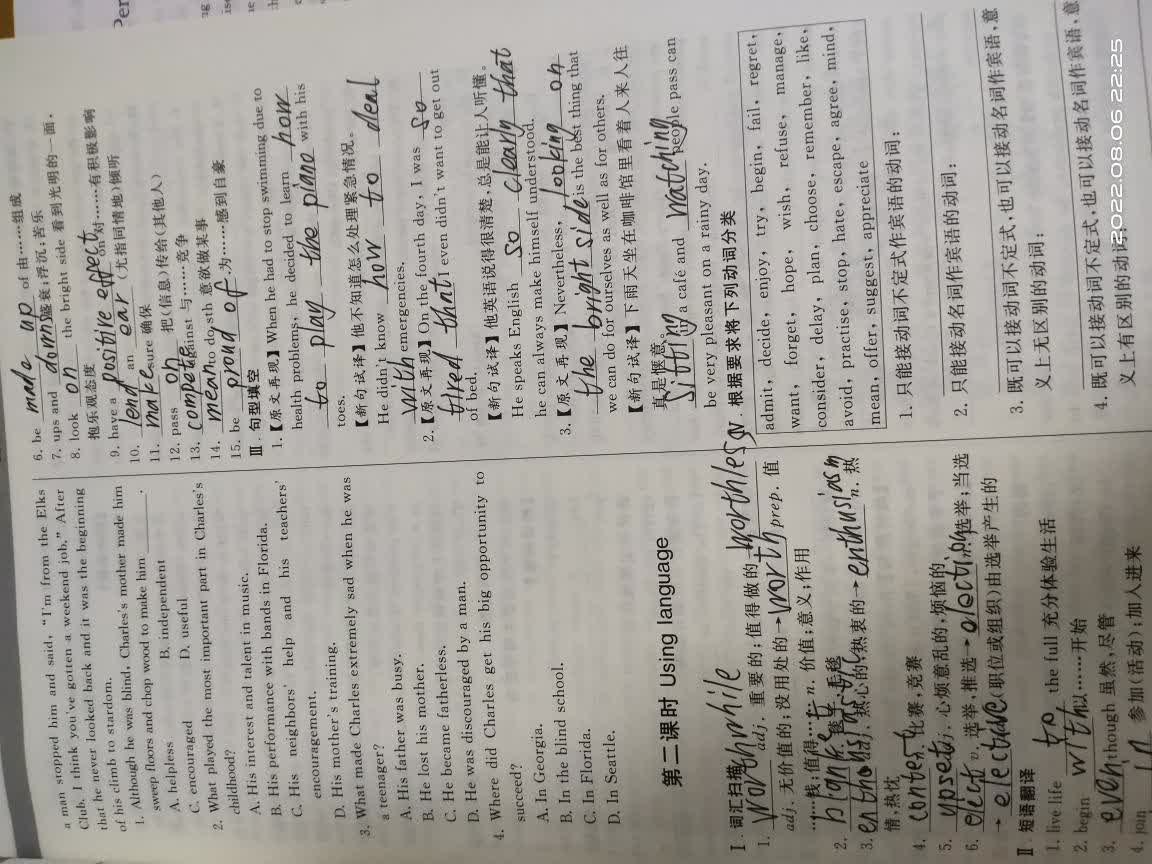 a man stopped him and said, “I'm from the Elks
Club. I think you've gotten a weekend job.” After
that he never looked back and it was the beginning
of his climb to stardom.
1. Although he was blind, Charles's mother made him
sweep floors and chop wood to make him ______.
A. helpless B. independent
C. encouraged D. useful
2. What played the most important part in Charles's
childhood?
A. His interest and talent in music.
B. His performance with bands in Florida.
C. His neighbors' help and his teachers'
encouragement.
D. His mother's training.
3. What made Charles extremely sad when he was
a teenager?
A. His father was busy.
B. He lost his mother.
C. He became fatherless.
D. He was discouraged by a man.
4. Where did Charles get his big opportunity to
succeed?
A. In Georgia.
B. In the blind school.
C. In Florida.
D. In Seattle.
第二课时 Using language
Ⅰ 词汇扫描
1. worthwhile adj. 重要的;值得做的 worthless
adj. 无价值的;没用处的→worth prep. 值
……钱;值得……n. 价值;意义;作用
2. blanket
3. adj. 热心的;热衷的→enthusiasm n. 热
情,热忱
4. contest 比赛,竞赛
5. upset adj. 心烦意乱的,烦恼的
6. v. 选举,推选→election n. 选举;当选
→elective (职位或组织)由选举产生的
Ⅱ 短语翻译
1. live life to the full 充分体验生活
2. begin with 以……开始
3. even though 虽然,尽管
4. join in 参加(活动);加入进来
6. be made up of 由……组成
7. ups and downs 盛衰;浮沉;苦乐
8. look on the bright side 看到光明的一面,
抱乐观态度
9. have a positive effect on 对……有积极影响
10. lend an ear (尤指同情地)倾听
11. make sure 确保
12. pass on 把(信息)传给(其他人)
13. compete against 与……竞争
14. mean to do sth 意欲做某事
15. be proud of 为……感到自豪
Ⅲ 句型填空
1.【原文再现】When he had to stop swimming due to
health problems, he decided to learn how
to play the piano with his
toes.
【新句试译】他不知道怎么处理紧急情况。
He didn't know how to deal
with emergencies.
2.【原文再现】On the fourth day, I was so
tired that I even didn't want to get out
of bed.
【新句试译】他英语说得很清楚,总是能让人听懂。
He speaks English so clearly that
he can always make himself understood.
3.【原文再现】Nevertheless, looking on
the bright side is the best thing that
we can do for ourselves as well as for others.
【新句试译】下雨天坐在咖啡馆里看着人来人往
真是惬意。
sitting in a café and watching people pass can
be very pleasant on a rainy day.
Ⅳ. 根据要求将下列动词分类
admit, decide, enjoy, try, begin, fail, regret,
want, forget, hope, wish, refuse, manage,
consider, delay, plan, choose, remember, like,
avoid, practise, stop, hate, escape, agree, mind,
mean, offer, suggest, appreciate
1. 只能接动词不定式作宾语的动词:
2. 只能接动名词作宾语的动词:
3. 既可以接动词不定式,也可以接动名词作宾语,意
义上无区别的动词:
4. 既可以接动词不定式,也可以接动名词作宾语,意
义上有区别的动词
2022.08.06 22:25